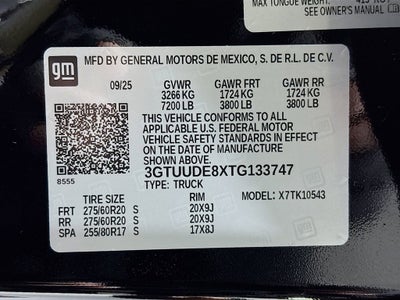 MAX TONGUE WEIGHT
SEE OWNER'S MANUAL
gm
MFD BY GENERAL MOTORS DE MEXICO, S. DE R.L. DE C.V.
09/25 GVWR GAWR FRT GAWR RR
3266 KG 1724 KG 1724 KG
7200 LB 3800 LB 3800 LB
THIS VEHICLE CONFORMS TO ALL
APPLICABLE U.S. FEDERAL MOTOR
VEHICLE SAFETY STANDARDS IN EFFECT
ON THE DATE OF MANUFACTURE
SHOWN ABOVE.
8555
3GTUUDE8XTG133747
TYPE: TRUCK MODEL: X7TK10543
TIRE SIZE RIM
FRT 275/60R20 S 20X9J
RR 275/60R20 S 20X9J
SPA 255/80R17 S 17X8J